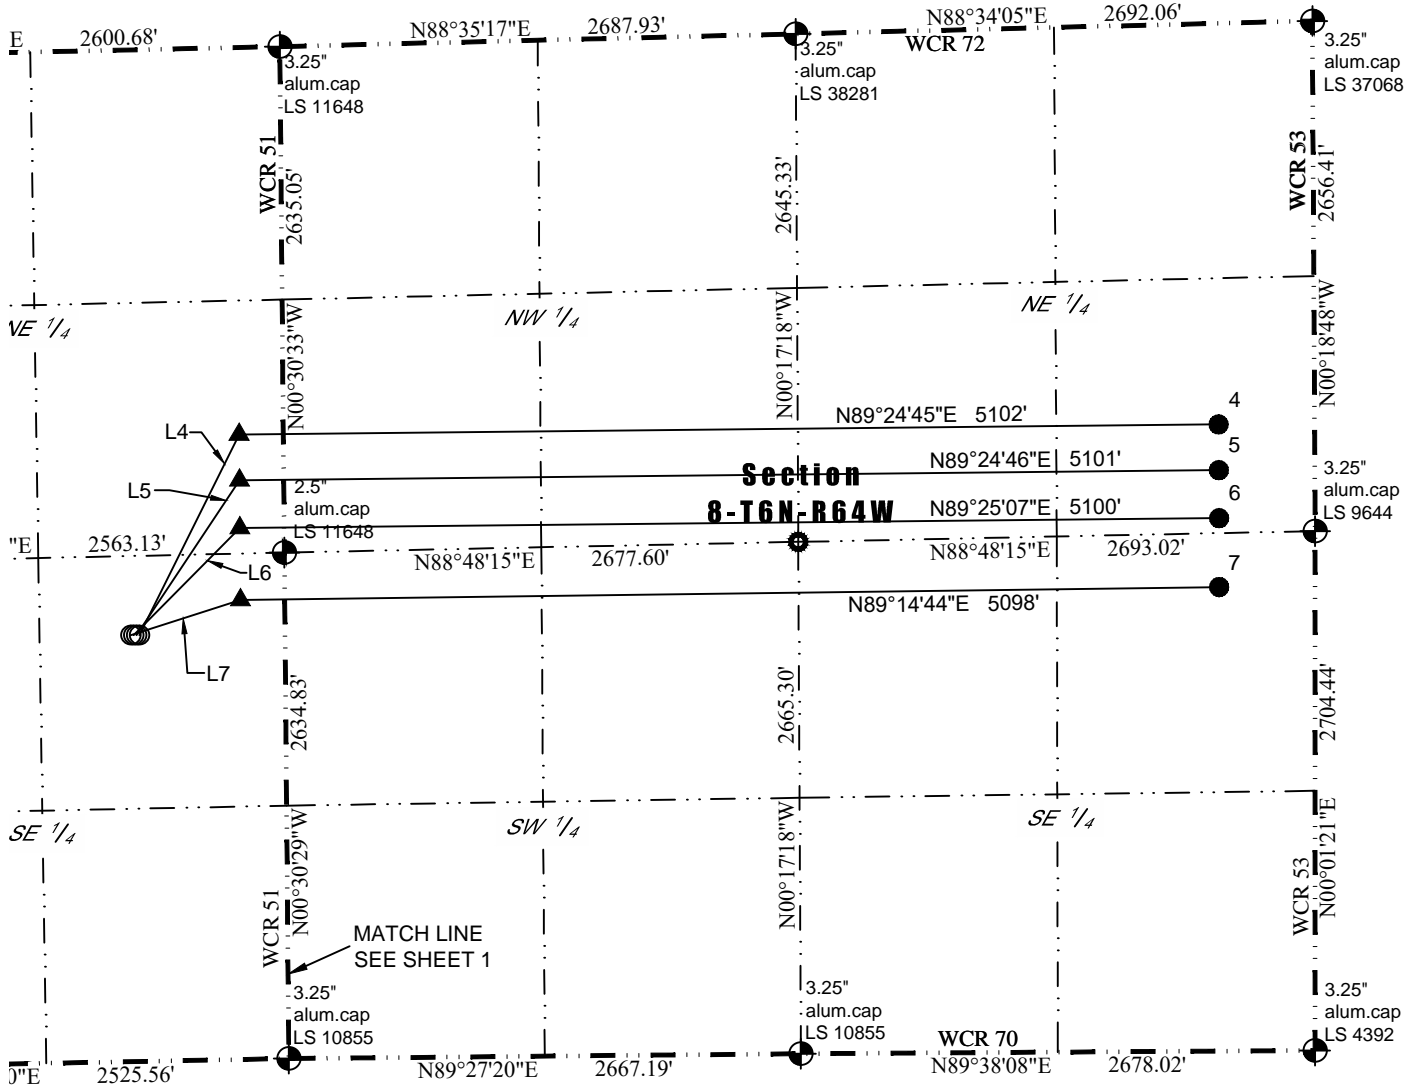 E
2600.68'
N88°35'17"E
2687.93'
N88°34'05"E
2692.06'
WCR 72
3.25"
alum.cap
LS 11648
3.25"
alum.cap
LS 38281
3.25"
alum.cap
LS 37068
WCR 51
2635.05'
2645.33'
WCR 53
2656.41'
NE 1/4
NW 1/4
NE 1/4
N00°30'33"W
N00°17'18"W
N00°18'48"W
L4
N89°24'45"E 5102'
4
L5
N89°24'46"E 5101'
5
Section
8-T6N-R64W
2.5"
alum.cap
LS 11648
3.25"
alum.cap
LS 9644
N89°25'07"E 5100'
6
"E
2563.13'
N88°48'15"E
2677.60'
N88°48'15"E
2693.02'
L6
7
N89°14'44"E 5098'
L7
2634.83'
2665.30'
2704.44'
SE 1/4
SW 1/4
SE 1/4
N00°30'29"W
N00°17'18"W
N00°01'21"E
WCR 51
WCR 53
MATCH LINE
SEE SHEET 1
3.25"
alum.cap
LS 10855
3.25"
alum.cap
LS 10855
3.25"
alum.cap
LS 4392
WCR 70
0"E
2525.56'
N89°27'20"E
2667.19'
N89°38'08"E
2678.02'